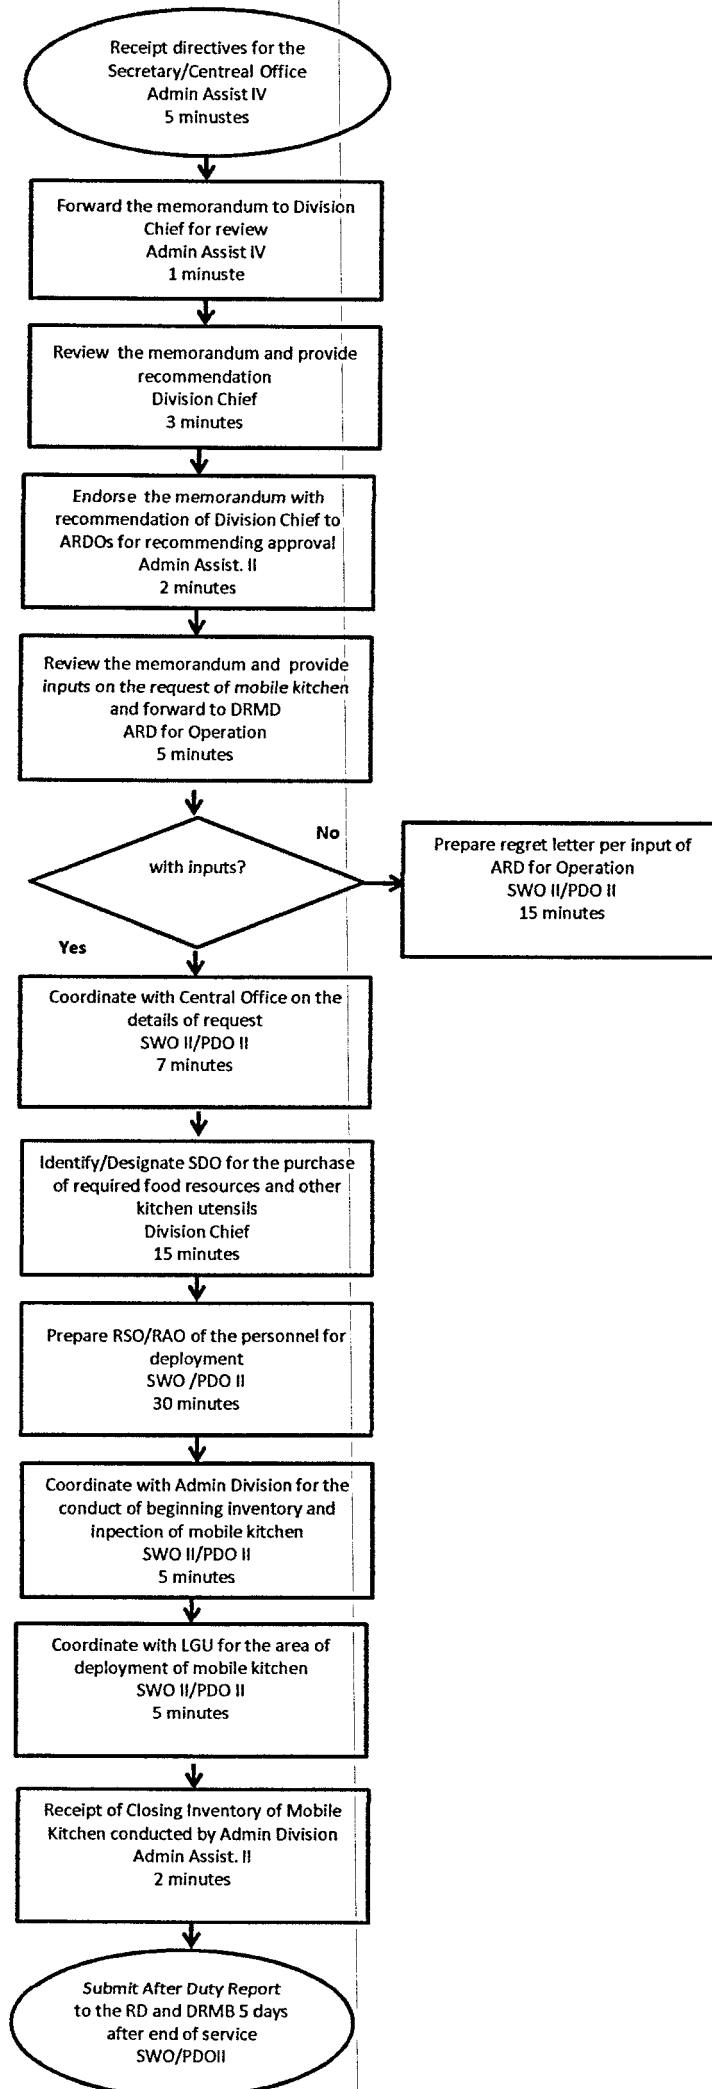 Receipt directives for the
Secretary/Centreal Office
Admin Assist IV
5 minustes
Forward the memorandum to Division
Chief for review
Admin Assist IV
1 minuste
Review the memorandum and provide
recommendation
Division Chief
3 minutes
Endorse the memorandum with
recommendation of Division Chief to
ARDOs for recommending approval
Admin Assist. II
2 minutes
Review the memorandum and provide
inputs on the request of mobile kitchen
and forward to DRMD
ARD for Operation
5 minutes
with inputs?
No
Prepare regret letter per input of
ARD for Operation
SWO II/PDO II
15 minutes
Yes
Coordinate with Central Office on the
details of request
SWO II/PDO II
7 minutes
Identify/Designate SDO for the purchase
of required food resources and other
kitchen utensils
Division Chief
15 minutes
Prepare RSO/RAO of the personnel for
deployment
SWO /PDO II
30 minutes
Coordinate with Admin Division for the
conduct of beginning inventory and
inpection of mobile kitchen
SWO II/PDO II
5 minutes
Coordinate with LGU for the area of
deployment of mobile kitchen
SWO II/PDO II
5 minutes
Receipt of Closing Inventory of Mobile
Kitchen conducted by Admin Division
Admin Assist. II
2 minutes
Submit After Duty Report
to the RD and DRMB 5 days
after end of service
SWO/PDOII